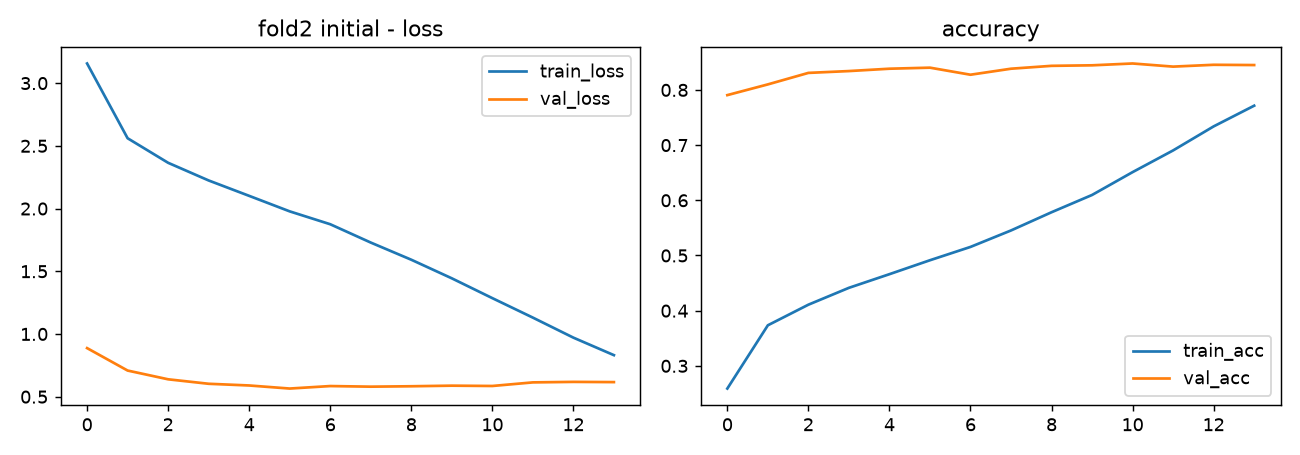 fold2 initial - loss
3.0
2.5
2.0
1.5
1.0
0.5
0 2 4 6 8 10 12
train_loss
val_loss
accuracy
0.8
0.7
0.6
0.5
0.4
0.3
0 2 4 6 8 10 12
train_acc
val_acc